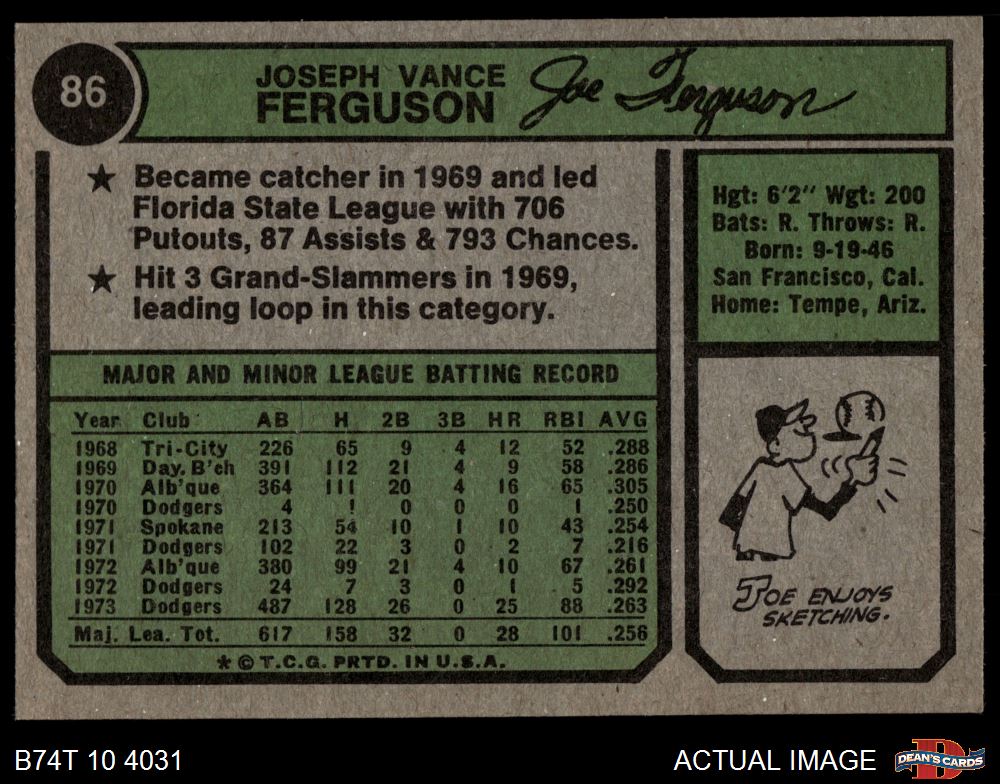 86
JOSEPH VANCE
FERGUSON
Joe Ferguson
★ Became catcher in 1969 and led
Florida State League with 706
Putouts, 87 Assists & 793 Chances.
★ Hit 3 Grand-Slammers in 1969,
leading loop in this category.
Hgt: 6'2" Wgt: 200
Bats: R. Throws: R.
Born: 9-19-46
San Francisco, Cal.
Home: Tempe, Ariz.
MAJOR AND MINOR LEAGUE BATTING RECORD
Year Club AB H 2B 3B HR RBI AVG
1968 Tri-City 226 65 9 4 12 52 .288
1969 Day. B'ch 391 112 21 4 9 58 .286
1970 Alb'que 364 111 20 4 16 65 .305
1970 Dodgers 4 1 0 0 0 1 .250
1971 Spokane 213 54 10 1 10 43 .254
1971 Dodgers 102 22 3 0 2 7 .216
1972 Alb'que 380 99 21 4 10 67 .261
1972 Dodgers 24 7 3 0 1 5 .292
1973 Dodgers 487 128 26 0 25 88 .263
Maj. Lea. Tot. 617 158 32 0 28 101 .256
★ © T.C.G. PRTD. IN U.S.A.
JOE ENJOYS
SKETCHING.
B74T 10 4031
ACTUAL IMAGE
D
DEAN'S CARDS